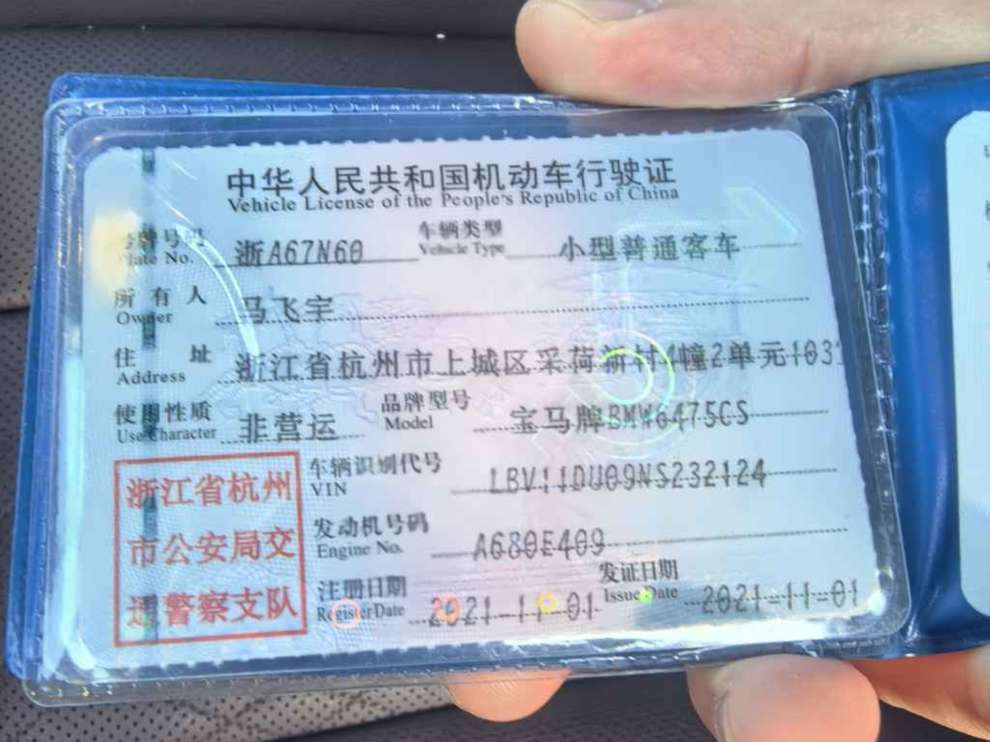 中华人民共和国机动车行驶证
Vehicle License of the People's Republic of China
号牌号码 浙A67N60 车辆类型 小型普通客车
Plate No. Vehicle Type
所有人 马飞宇
Owner
住址 浙江省杭州市上城区采荷新村4幢2单元103
Address
使用性质 非营运 品牌型号 宝马牌BMW6475CS
Use Character Model
浙江省杭州
市公安局交
通警察支队
车辆识别代号 LBV11DU09NS232124
VIN
发动机号码 A680E409
Engine No.
注册日期 2021-11-01 发证日期 2021-11-01
Register Date Issue Date